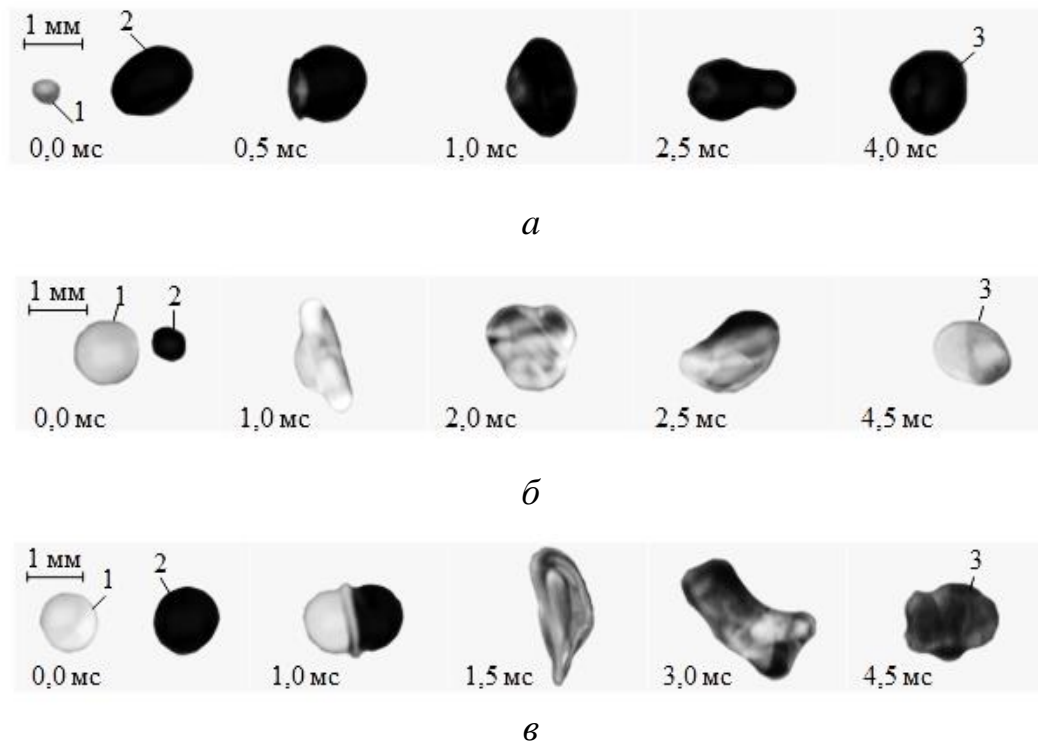 1 мм 2 3
1
0,0 мс 0,5 мс 1,0 мс 2,5 мс 4,0 мс
а
1 мм 1 2 3
0,0 мс 1,0 мс 2,0 мс 2,5 мс 4,5 мс
б
1 мм 1 2 3
0,0 мс 1,0 мс 1,5 мс 3,0 мс 4,5 мс
в